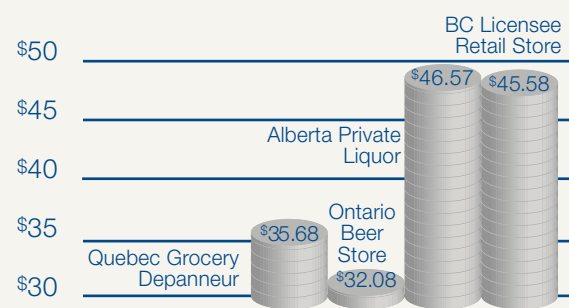 BC Licensee
Retail Store
$50
$46.57
$45.58
$45
Alberta Private
Liquor
$40
Ontario
Beer
Store
$35
$35.68
Quebec Grocery
Depanneur
$32.08
$30